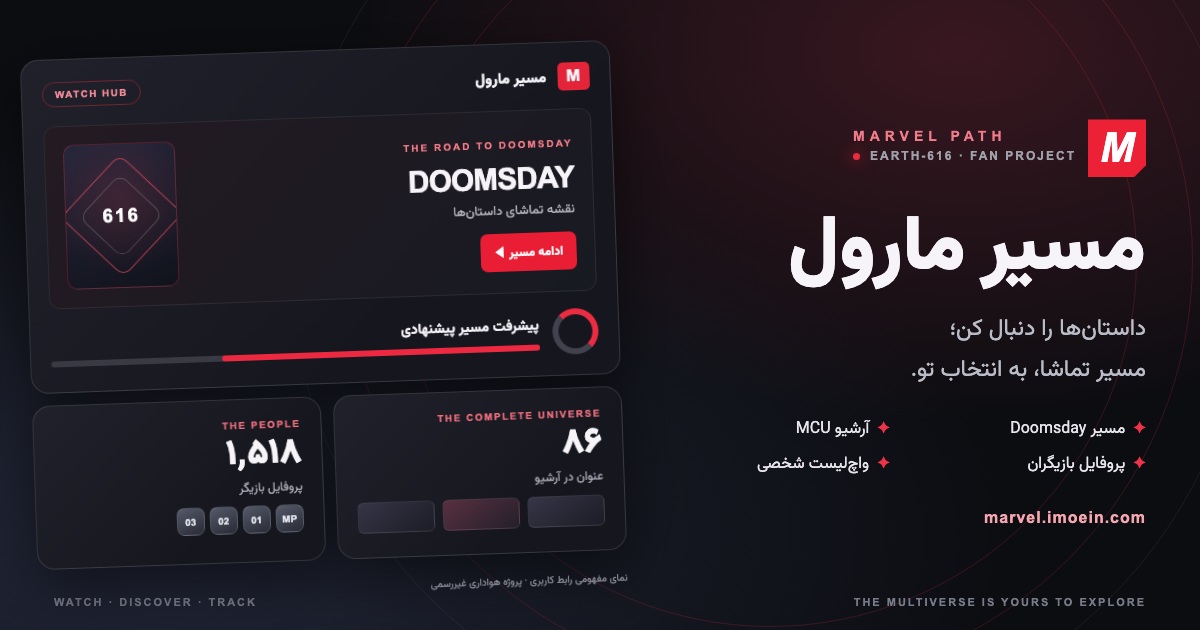 M
MARVEL PATH
EARTH-616 · FAN PROJECT
مسیر مارول
داستان‌ها را دنبال کن؛
مسیر تماشا، به انتخاب تو.
✦ مسیر Doomsday
✦ آرشیو MCU
✦ پروفایل بازیگران
✦ واچ‌لیست شخصی
marvel.imoein.com
THE MULTIVERSE IS YOURS TO EXPLORE
M
مسیر مارول
WATCH HUB
THE ROAD TO DOOMSDAY
DOOMSDAY
نقشه تماشای داستان‌ها
ادامه مسیر
616
پیشرفت مسیر پیشنهادی
THE COMPLETE UNIVERSE
۸۶
عنوان در آرشیو
THE PEOPLE
۱,۵۱۸
پروفایل بازیگر
MP
01
02
03
نمای مفهومی رابط کاربری · پروژه هواداری غیررسمی
WATCH · DISCOVER · TRACK